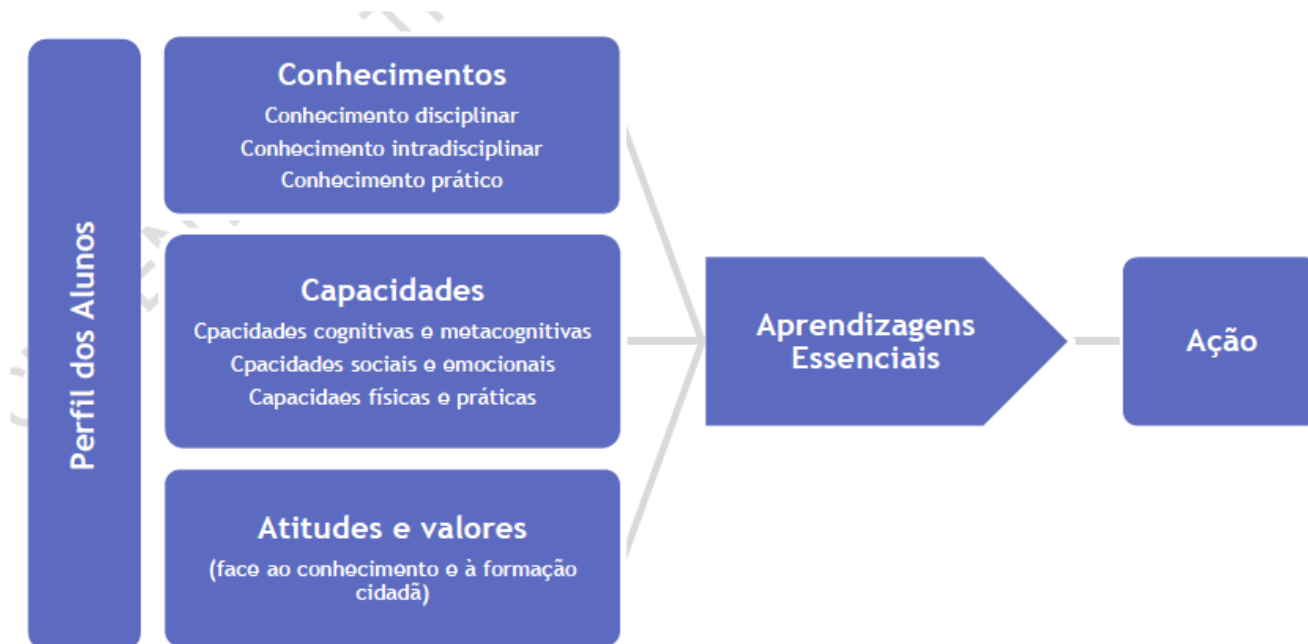 Perfil dos Alunos
Conhecimentos
Conhecimento disciplinar
Conhecimento intradisciplinar
Conhecimento prático
Capacidades
Cpacidades cognitivas e metacognitivas
Cpacidades sociais e emocionais
Capacidaes físicas e práticas
Atitudes e valores
(face ao conhecimento e à formação
cidadã)
Aprendizagens
Essenciais
Ação